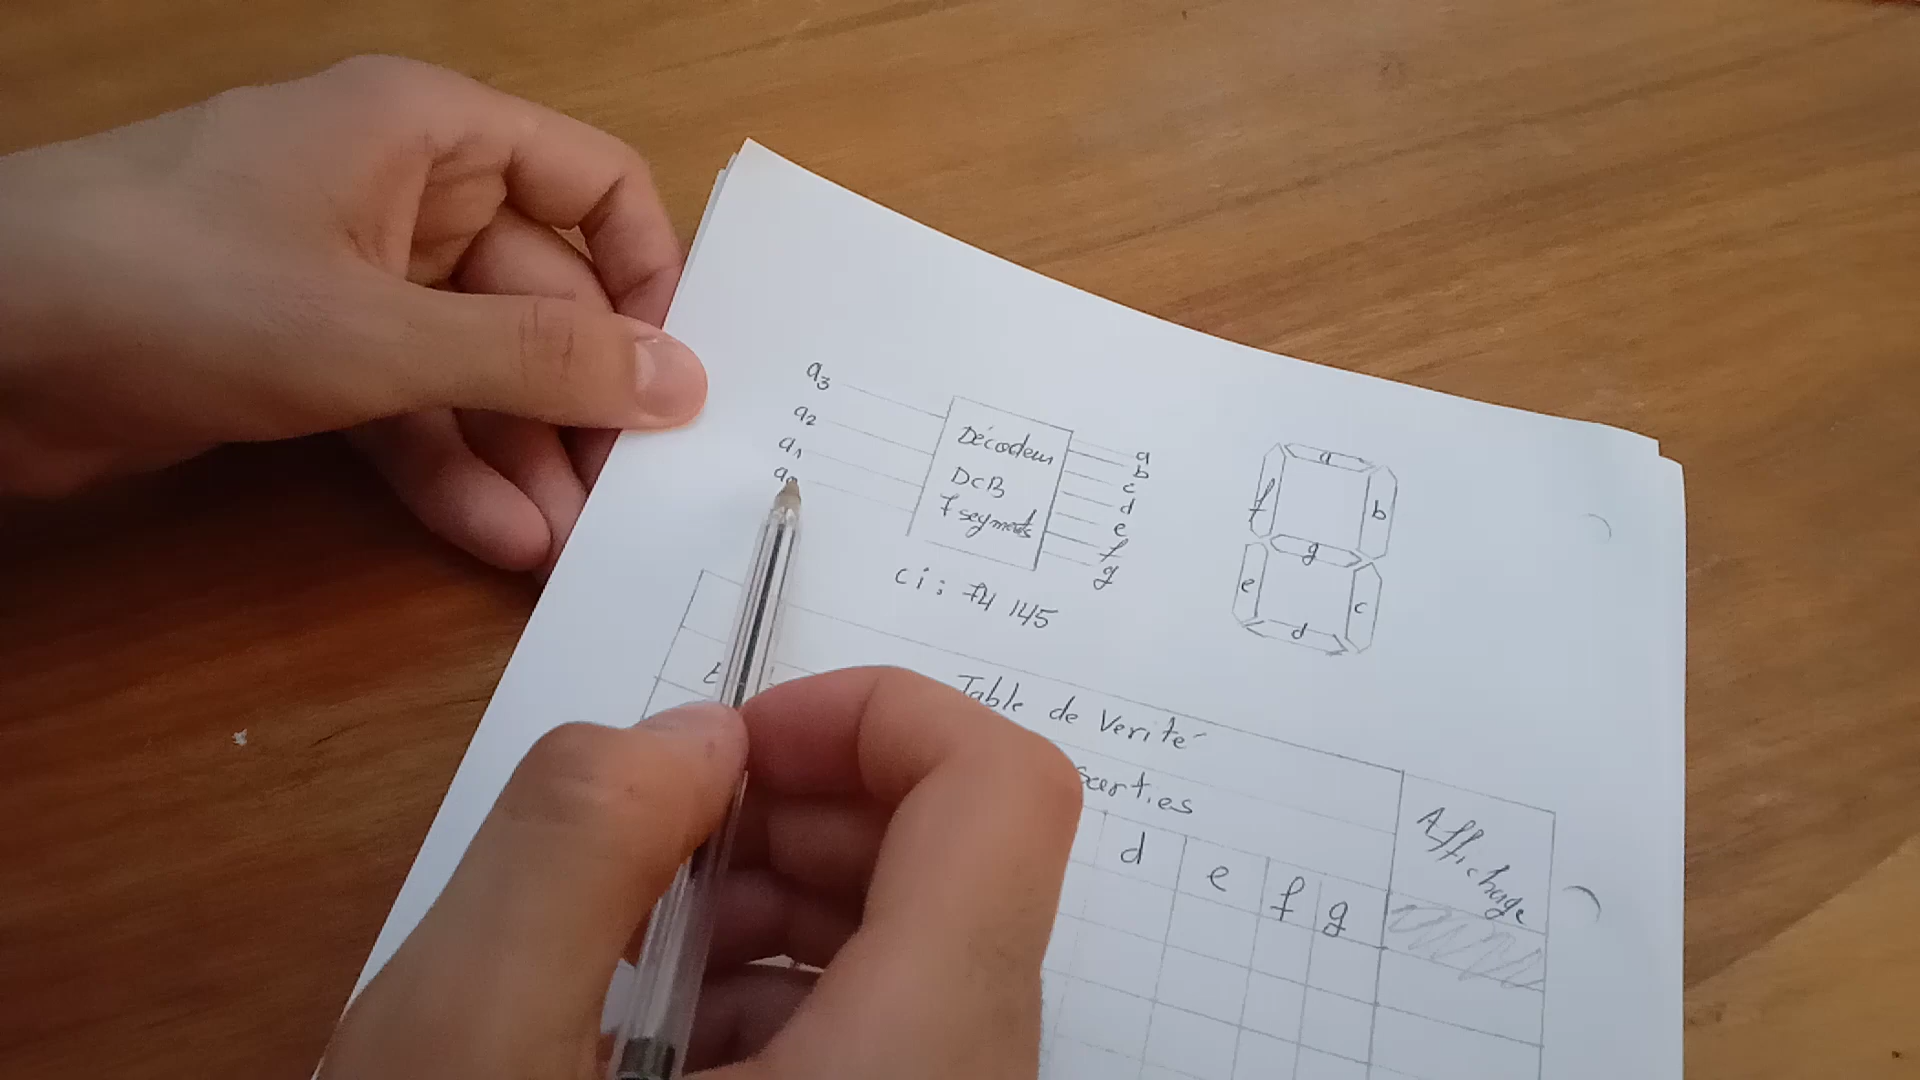 a3
a2
a1
a0
Décodeur
DCB
7 segments
a
b
c
d
e
f
g
ci : 74 145
a
f
b
g
e
c
d
Table de Verité
sorties
Affichage
d e f g